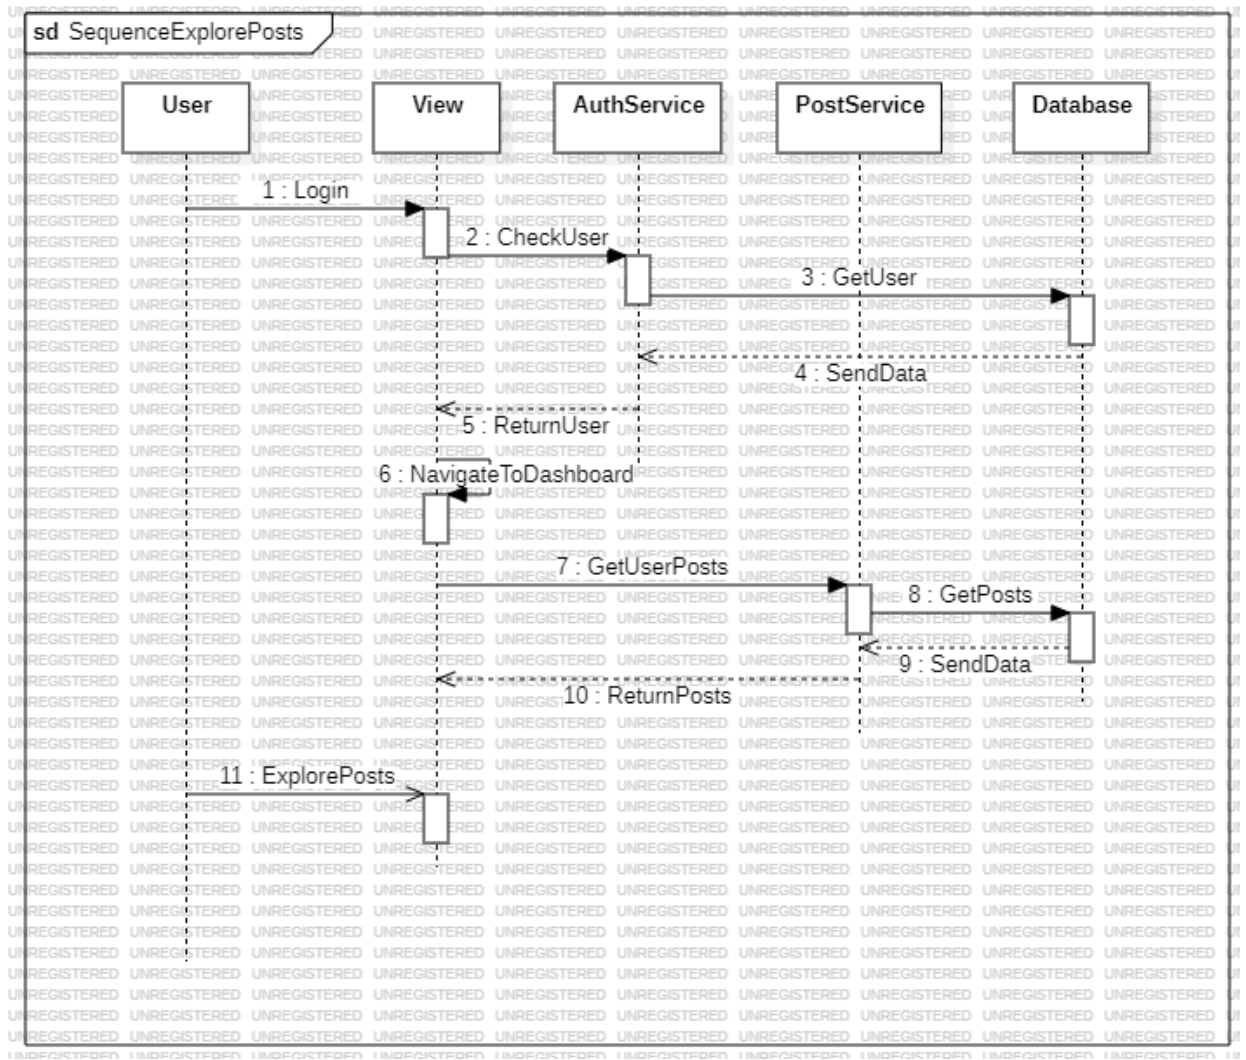 sd SequenceExplorePosts
User View AuthService PostService Database
1 : Login
2 : CheckUser
3 : GetUser
4 : SendData
5 : ReturnUser
6 : NavigateToDashboard
7 : GetUserPosts
8 : GetPosts
9 : SendData
10 : ReturnPosts
11 : ExplorePosts
UNREGISTERED